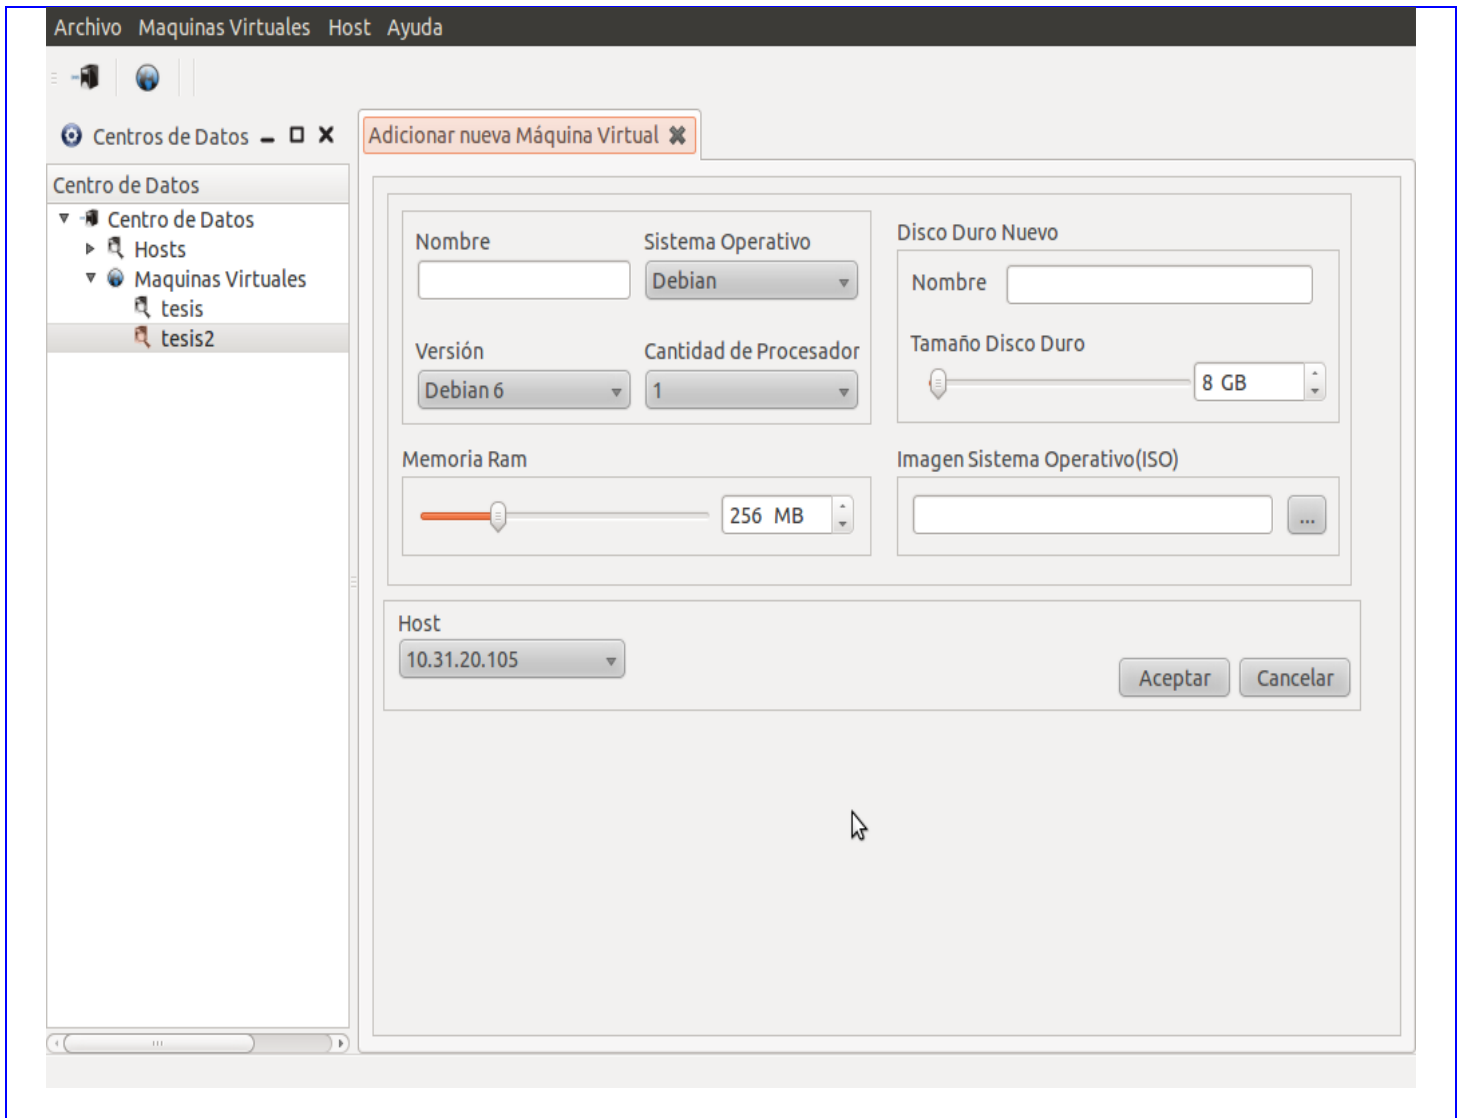 Archivo Maquinas Virtuales Host Ayuda
Centros de Datos
Adicionar nueva Máquina Virtual
Centro de Datos
Centro de Datos
Hosts
Maquinas Virtuales
tesis
tesis2
Nombre Sistema Operativo
Debian
Versión Cantidad de Procesador
Debian 6 1
Disco Duro Nuevo
Nombre
Tamaño Disco Duro
8 GB
Memoria Ram
256 MB
Imagen Sistema Operativo(ISO)
...
Host
10.31.20.105
Aceptar Cancelar